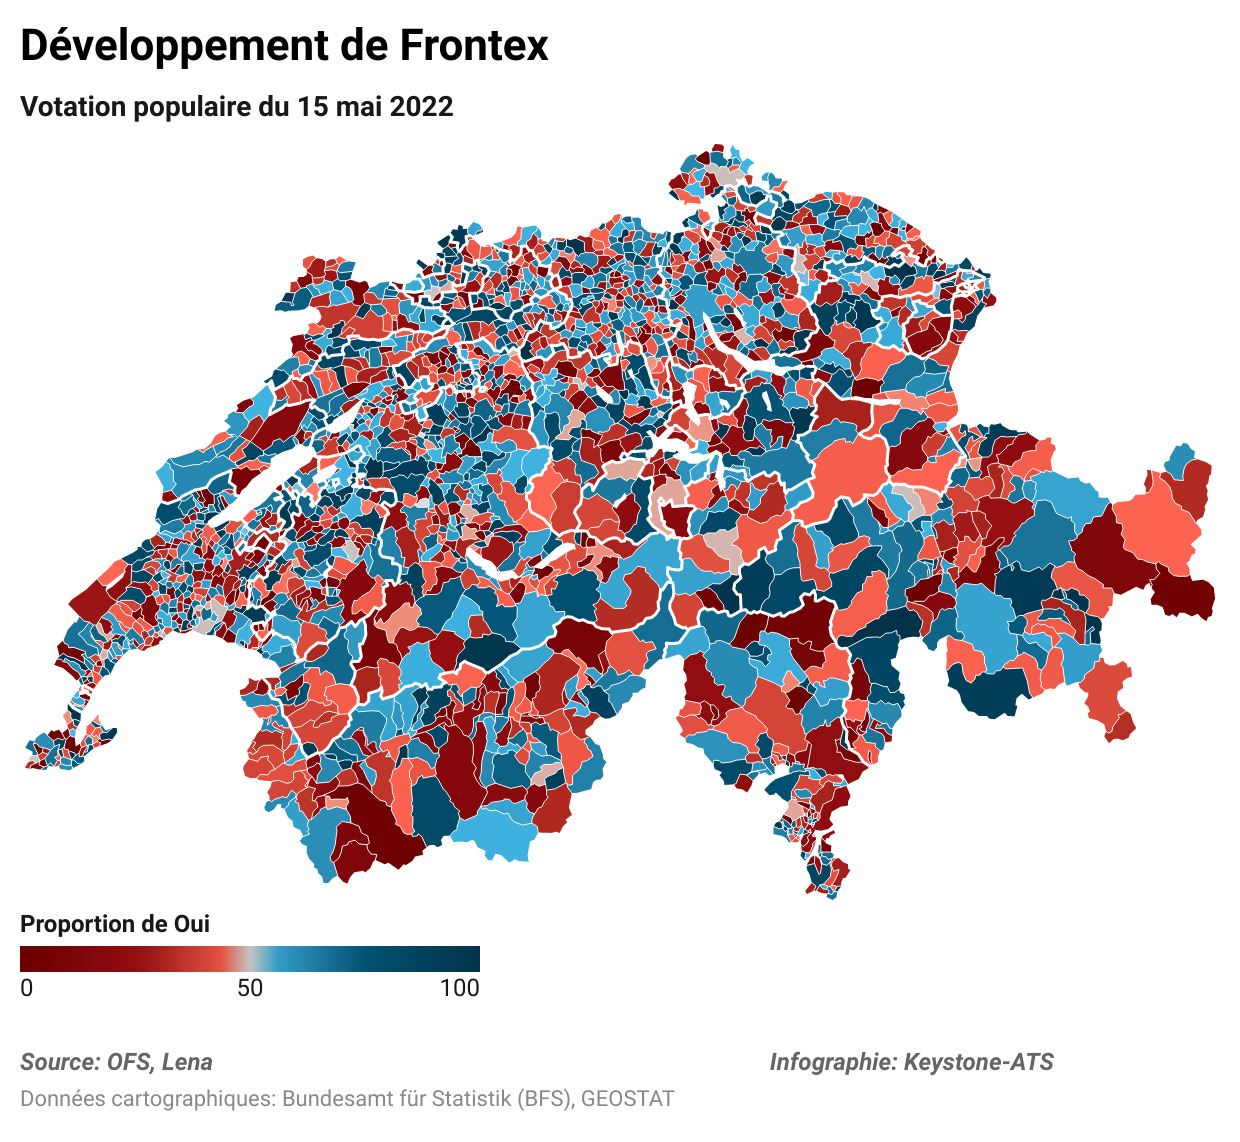 Développement de Frontex
Votation populaire du 15 mai 2022
Proportion de Oui
0 50 100
Source: OFS, Lena Infographie: Keystone-ATS
Données cartographiques: Bundesamt für Statistik (BFS), GEOSTAT